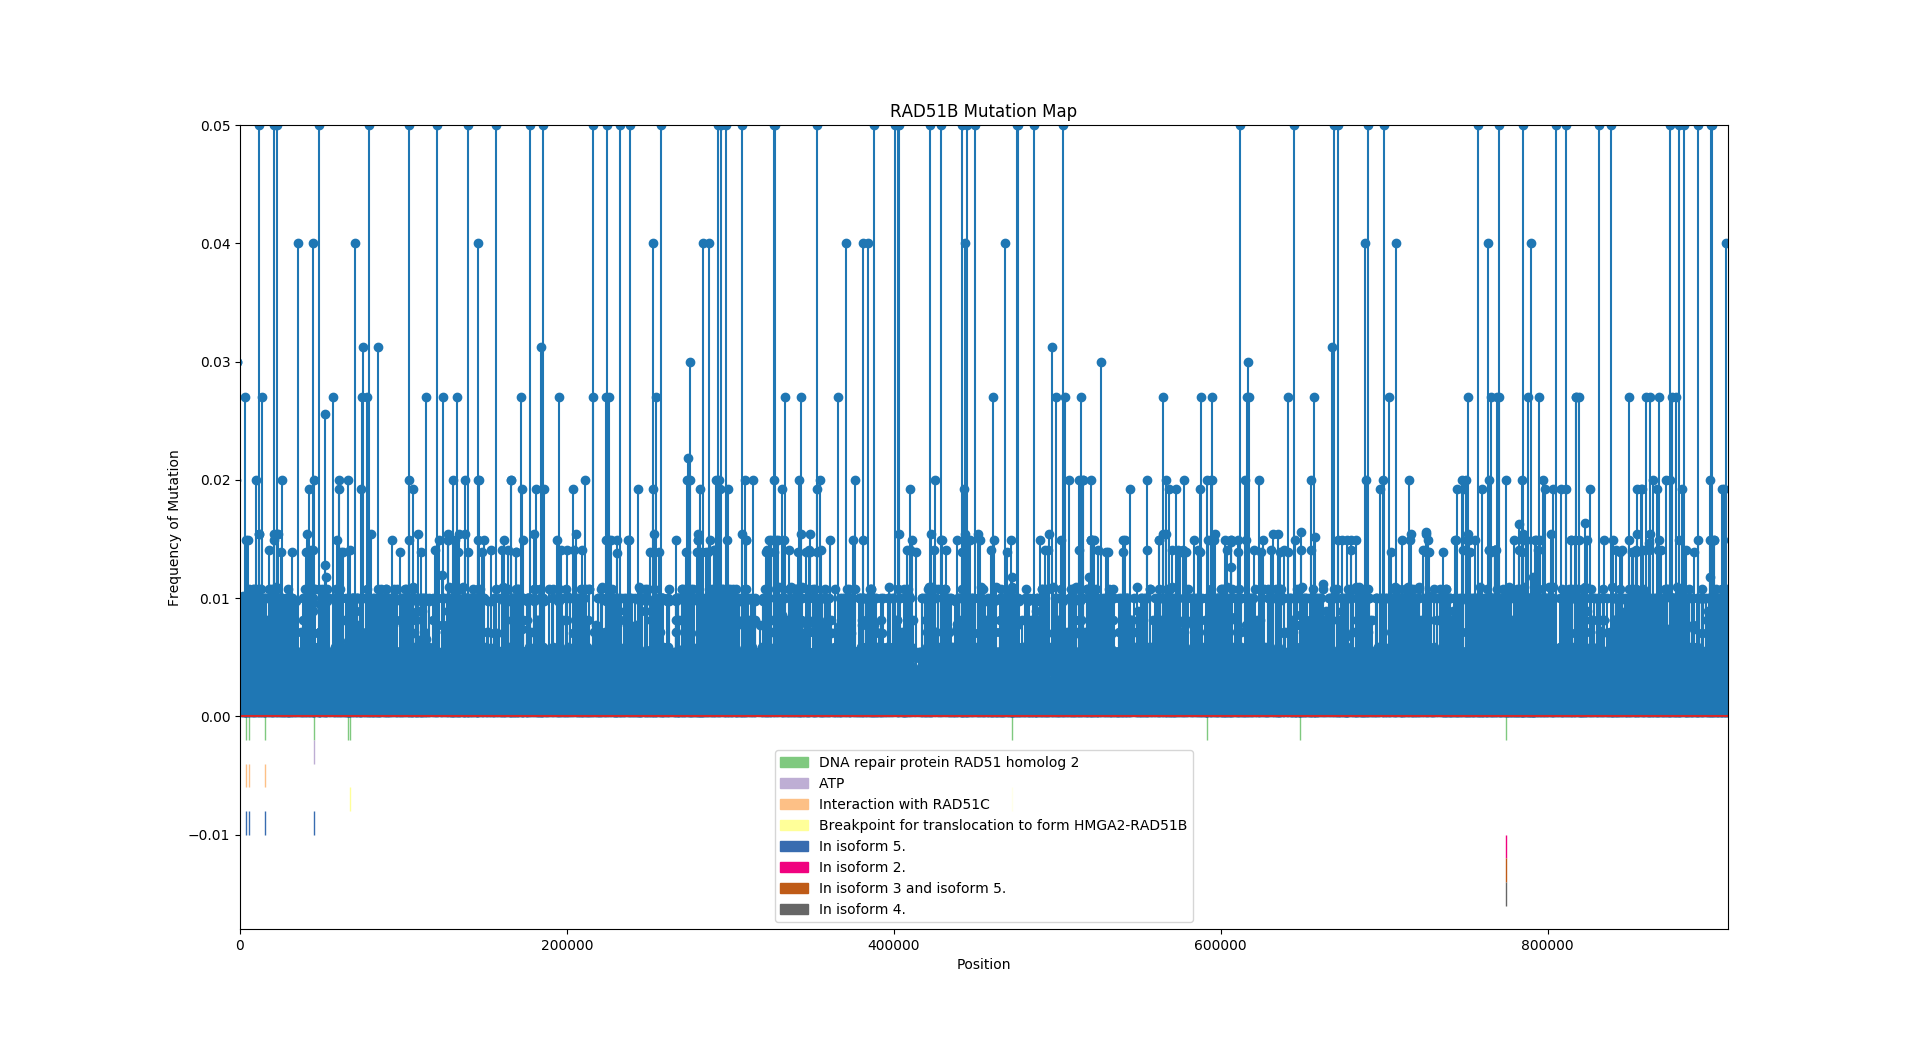 RAD51B Mutation Map
Frequency of Mutation
0.05
0.04
0.03
0.02
0.01
0.00
−0.01
DNA repair protein RAD51 homolog 2
ATP
Interaction with RAD51C
Breakpoint for translocation to form HMGA2-RAD51B
In isoform 5.
In isoform 2.
In isoform 3 and isoform 5.
In isoform 4.
0 200000 400000 600000 800000
Position